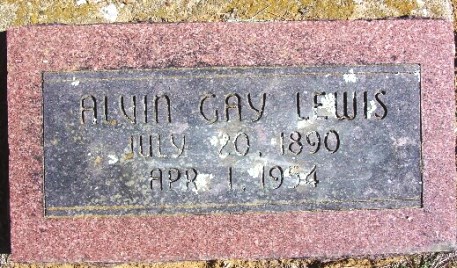 ALVIN GAY LEWIS
JULY 20, 1890
APR 1, 1954